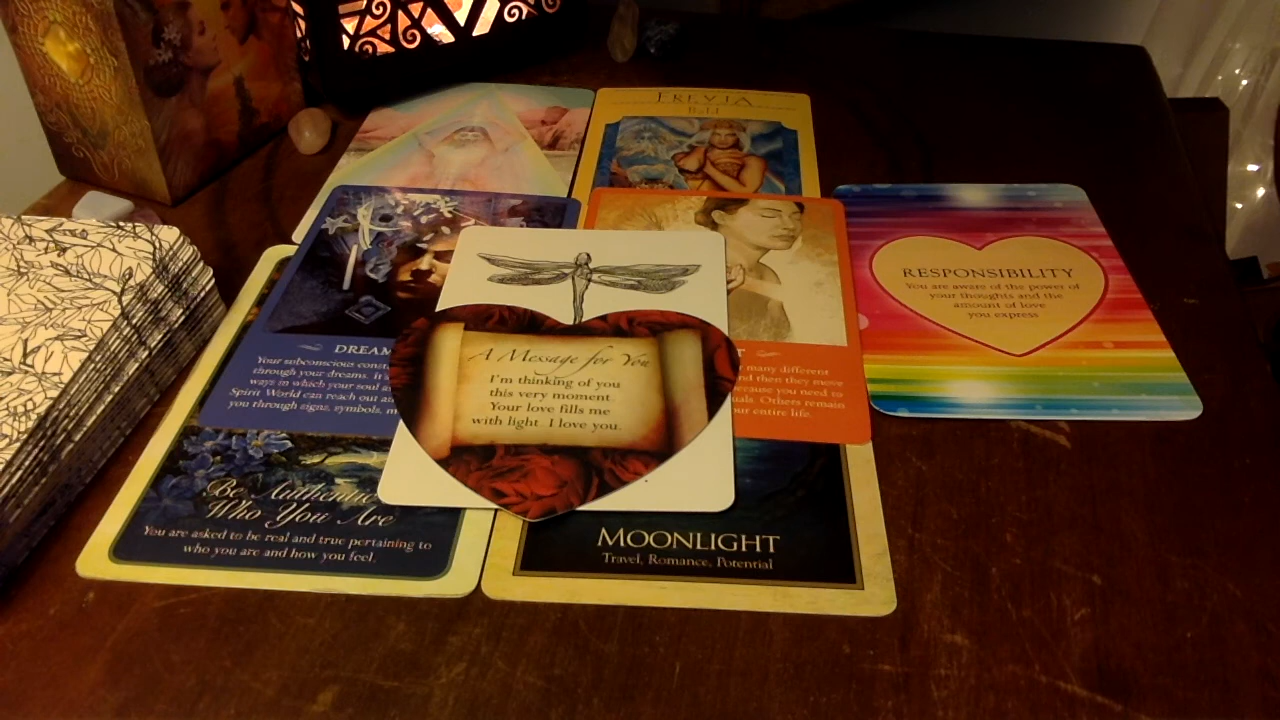 FREYJA
Bold
RESPONSIBILITY
You are aware of the power of
your thoughts and the
amount of love
you express
DREAM
Your subconscious
through your dreams. It
ways in which your soul
Spirit World can reach out
you through signs, symbols,
many different
then they move
because you need to
Others remain
your entire life.
A Message for You
I'm thinking of you
this very moment.
Your love fills me
with light. I love you.
Be Authentic
Who You Are
You are asked to be real and true pertaining to
who you are and how you feel.
MOONLIGHT
Travel, Romance, Potential